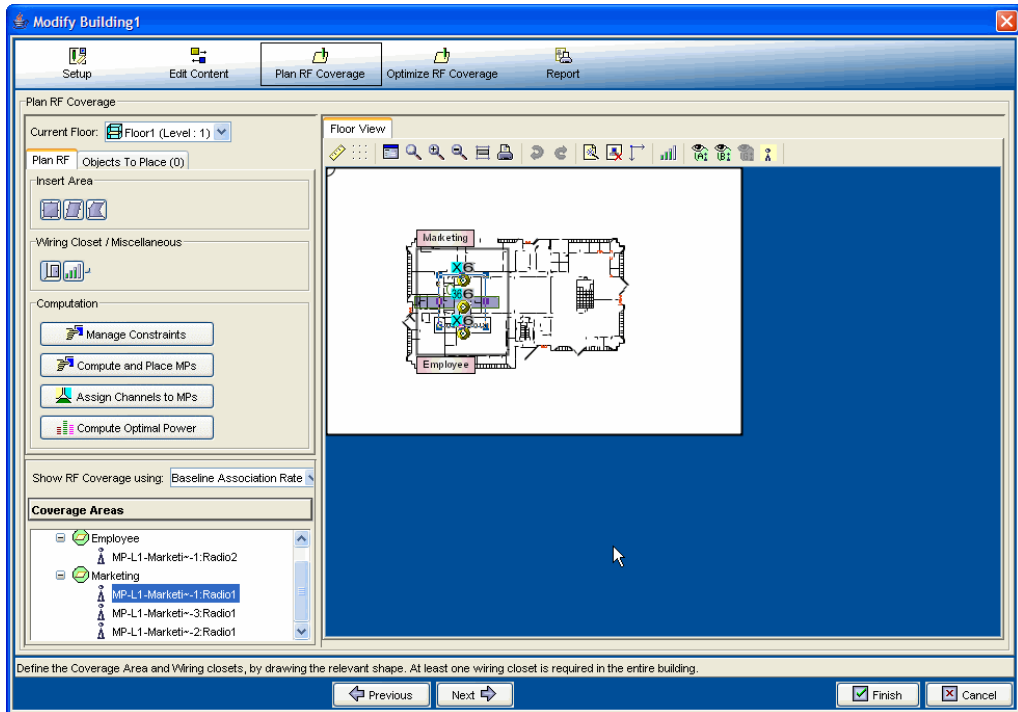 Modify Building1
Setup
Edit Content
Plan RF Coverage
Optimize RF Coverage
Report
Plan RF Coverage
Current Floor:
Floor1 (Level : 1)
Plan RF
Objects To Place (0)
Insert Area
Wiring Closet / Miscellaneous
Computation
Manage Constraints
Compute and Place MPs
Assign Channels to MPs
Compute Optimal Power
Show RF Coverage using:
Baseline Association Rate
Coverage Areas
Employee
MP-L1-Marketi~-1:Radio2
Marketing
MP-L1-Marketi~-1:Radio1
MP-L1-Marketi~-3:Radio1
MP-L1-Marketi~-2:Radio1
Floor View
Marketing
X6
366
X6
Employee
Define the Coverage Area and Wiring closets, by drawing the relevant shape. At least one wiring closet is required in the entire building.
Previous
Next
Finish
Cancel